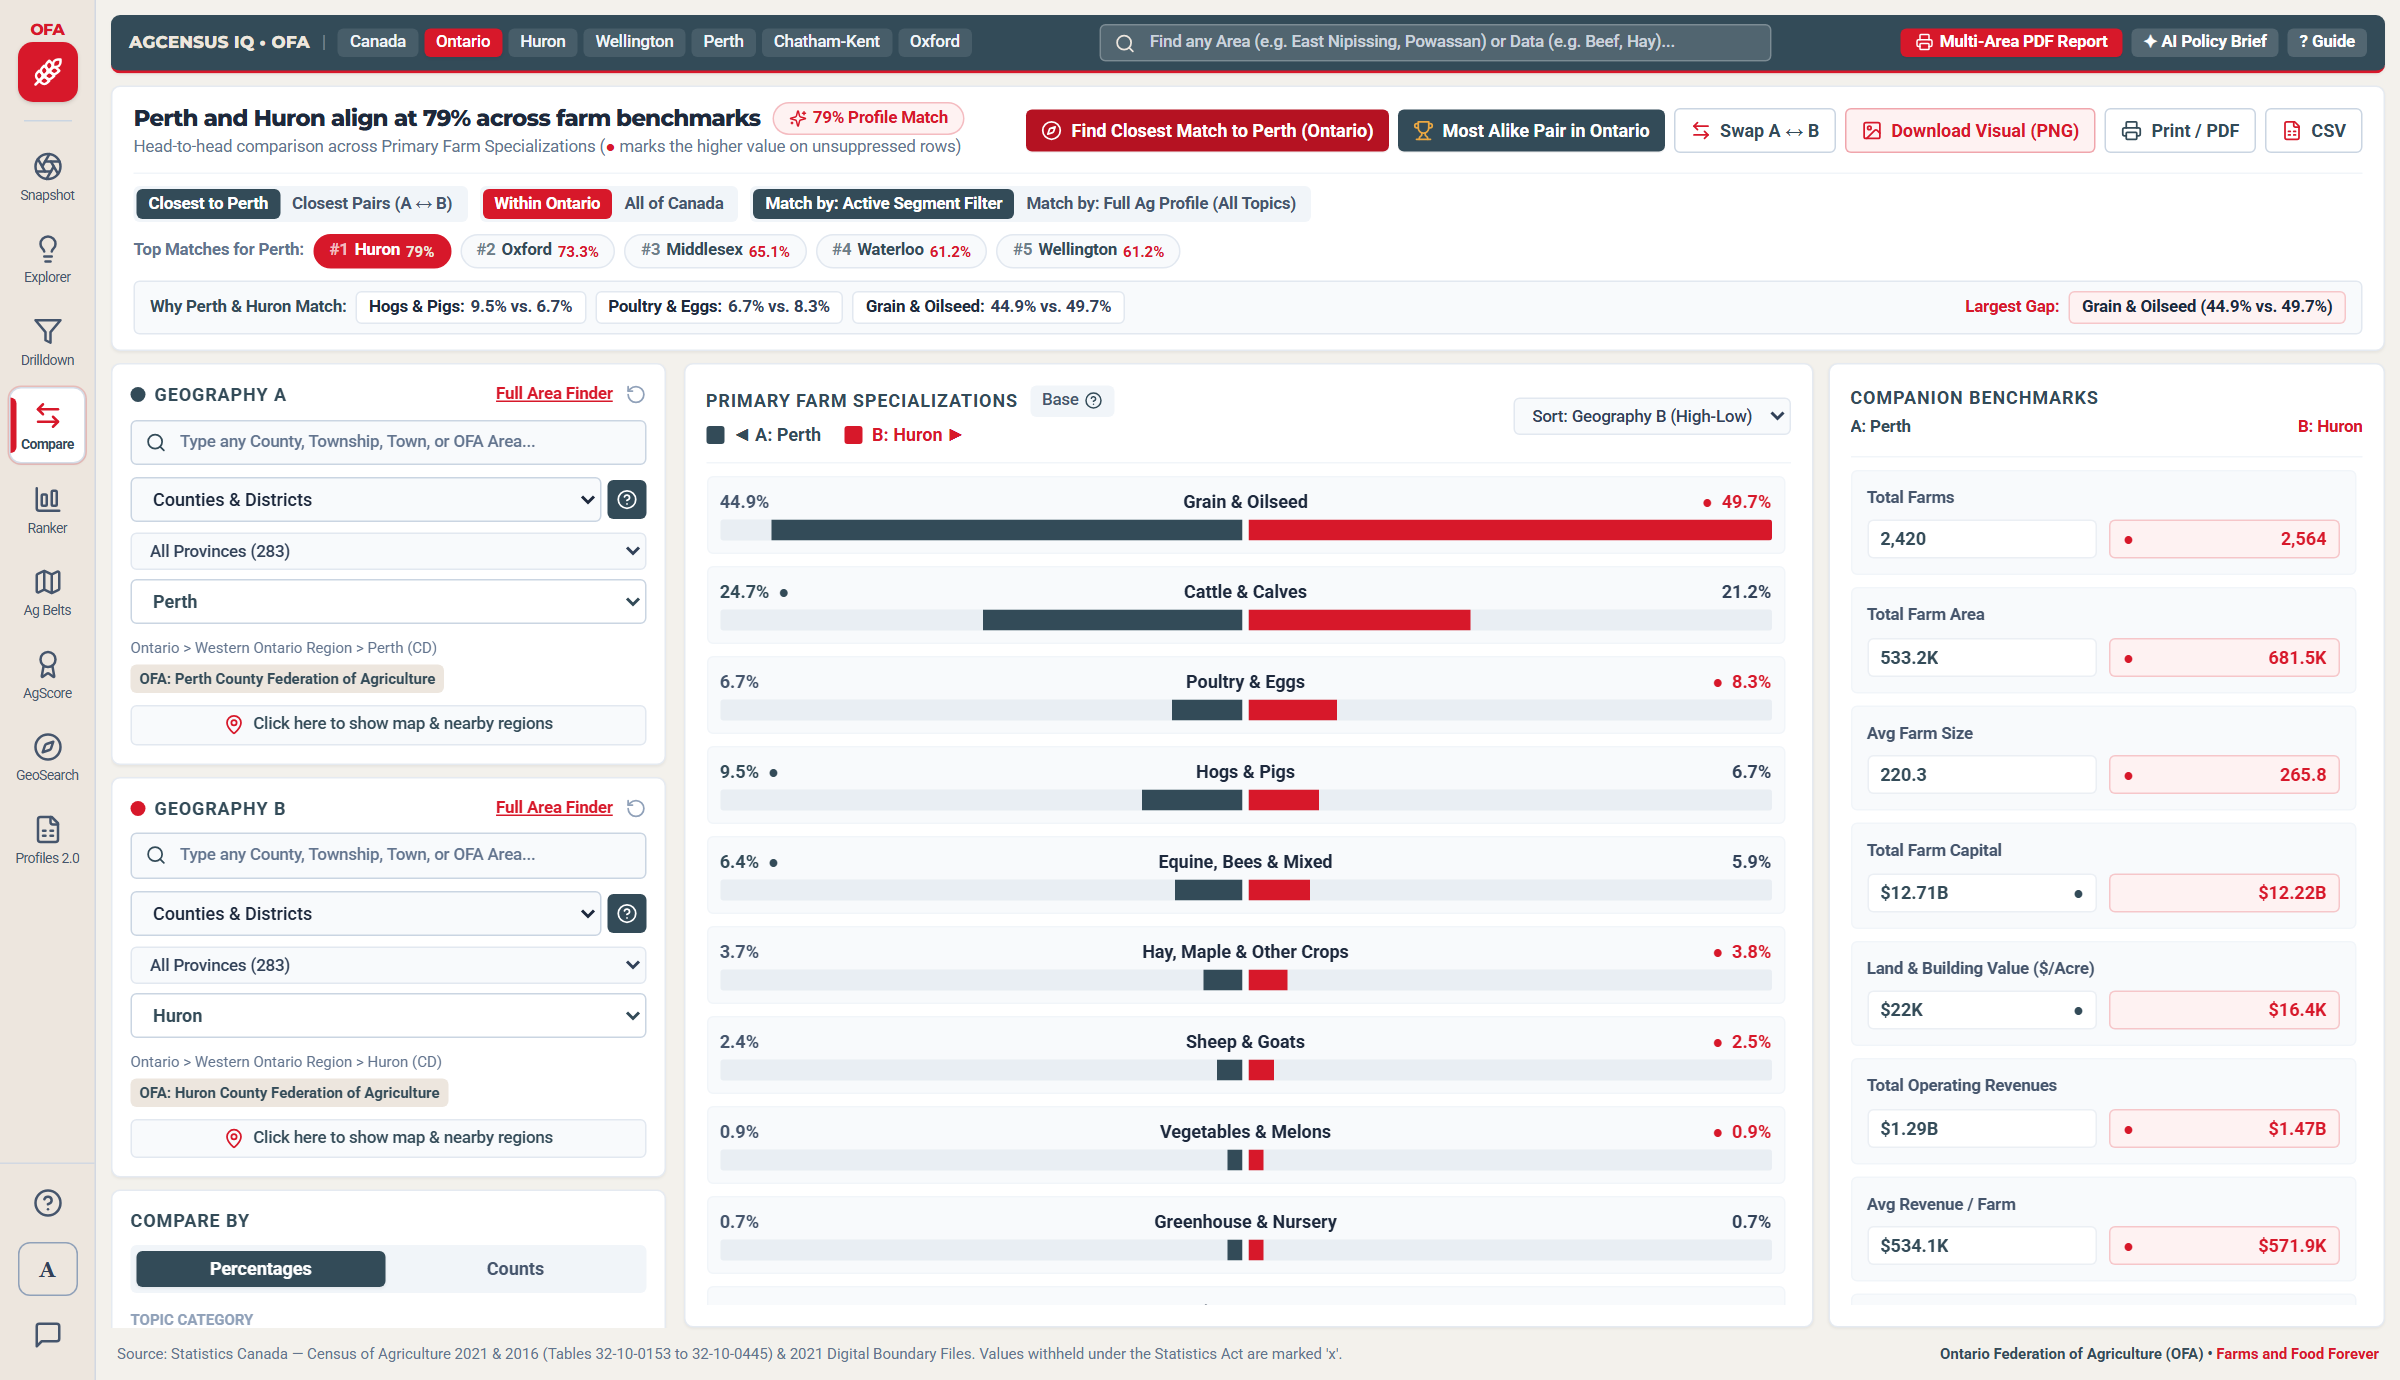 OFA
Snapshot
Explorer
Drilldown
Compare
Ranker
Ag Belts
AgScore
GeoSearch
Profiles 2.0
A
AGCENSUS IQ • OFA | Canada Ontario Huron Wellington Perth Chatham-Kent Oxford
Find any Area (e.g. East Nipissing, Powassan) or Data (e.g. Beef, Hay)...
Multi-Area PDF Report ✦ AI Policy Brief ? Guide
Perth and Huron align at 79% across farm benchmarks 79% Profile Match
Head-to-head comparison across Primary Farm Specializations (● marks the higher value on unsuppressed rows)
Find Closest Match to Perth (Ontario) Most Alike Pair in Ontario Swap A ↔ B Download Visual (PNG) Print / PDF CSV
Closest to Perth Closest Pairs (A ↔ B) Within Ontario All of Canada Match by: Active Segment Filter Match by: Full Ag Profile (All Topics)
Top Matches for Perth: #1 Huron 79% #2 Oxford 73.3% #3 Middlesex 65.1% #4 Waterloo 61.2% #5 Wellington 61.2%
Why Perth & Huron Match: Hogs & Pigs: 9.5% vs. 6.7% Poultry & Eggs: 6.7% vs. 8.3% Grain & Oilseed: 44.9% vs. 49.7% Largest Gap: Grain & Oilseed (44.9% vs. 49.7%)
GEOGRAPHY A Full Area Finder
Type any County, Township, Town, or OFA Area...
Counties & Districts
All Provinces (283)
Perth
Ontario > Western Ontario Region > Perth (CD)
OFA: Perth County Federation of Agriculture
Click here to show map & nearby regions
GEOGRAPHY B Full Area Finder
Type any County, Township, Town, or OFA Area...
Counties & Districts
All Provinces (283)
Huron
Ontario > Western Ontario Region > Huron (CD)
OFA: Huron County Federation of Agriculture
Click here to show map & nearby regions
COMPARE BY
Percentages Counts
TOPIC CATEGORY
PRIMARY FARM SPECIALIZATIONS Base
◀ A: Perth B: Huron ▶
Sort: Geography B (High-Low)
44.9% Grain & Oilseed ● 49.7%
24.7% ● Cattle & Calves 21.2%
6.7% Poultry & Eggs ● 8.3%
9.5% ● Hogs & Pigs 6.7%
6.4% ● Equine, Bees & Mixed 5.9%
3.7% Hay, Maple & Other Crops ● 3.8%
2.4% Sheep & Goats ● 2.5%
0.9% Vegetables & Melons ● 0.9%
0.7% Greenhouse & Nursery 0.7%
COMPANION BENCHMARKS
A: Perth B: Huron
Total Farms
2,420 ● 2,564
Total Farm Area
533.2K ● 681.5K
Avg Farm Size
220.3 ● 265.8
Total Farm Capital
$12.71B ● $12.22B
Land & Building Value ($/Acre)
$22K ● $16.4K
Total Operating Revenues
$1.29B ● $1.47B
Avg Revenue / Farm
$534.1K ● $571.9K
Source: Statistics Canada — Census of Agriculture 2021 & 2016 (Tables 32-10-0153 to 32-10-0445) & 2021 Digital Boundary Files. Values withheld under the Statistics Act are marked 'x'.
Ontario Federation of Agriculture (OFA) • Farms and Food Forever